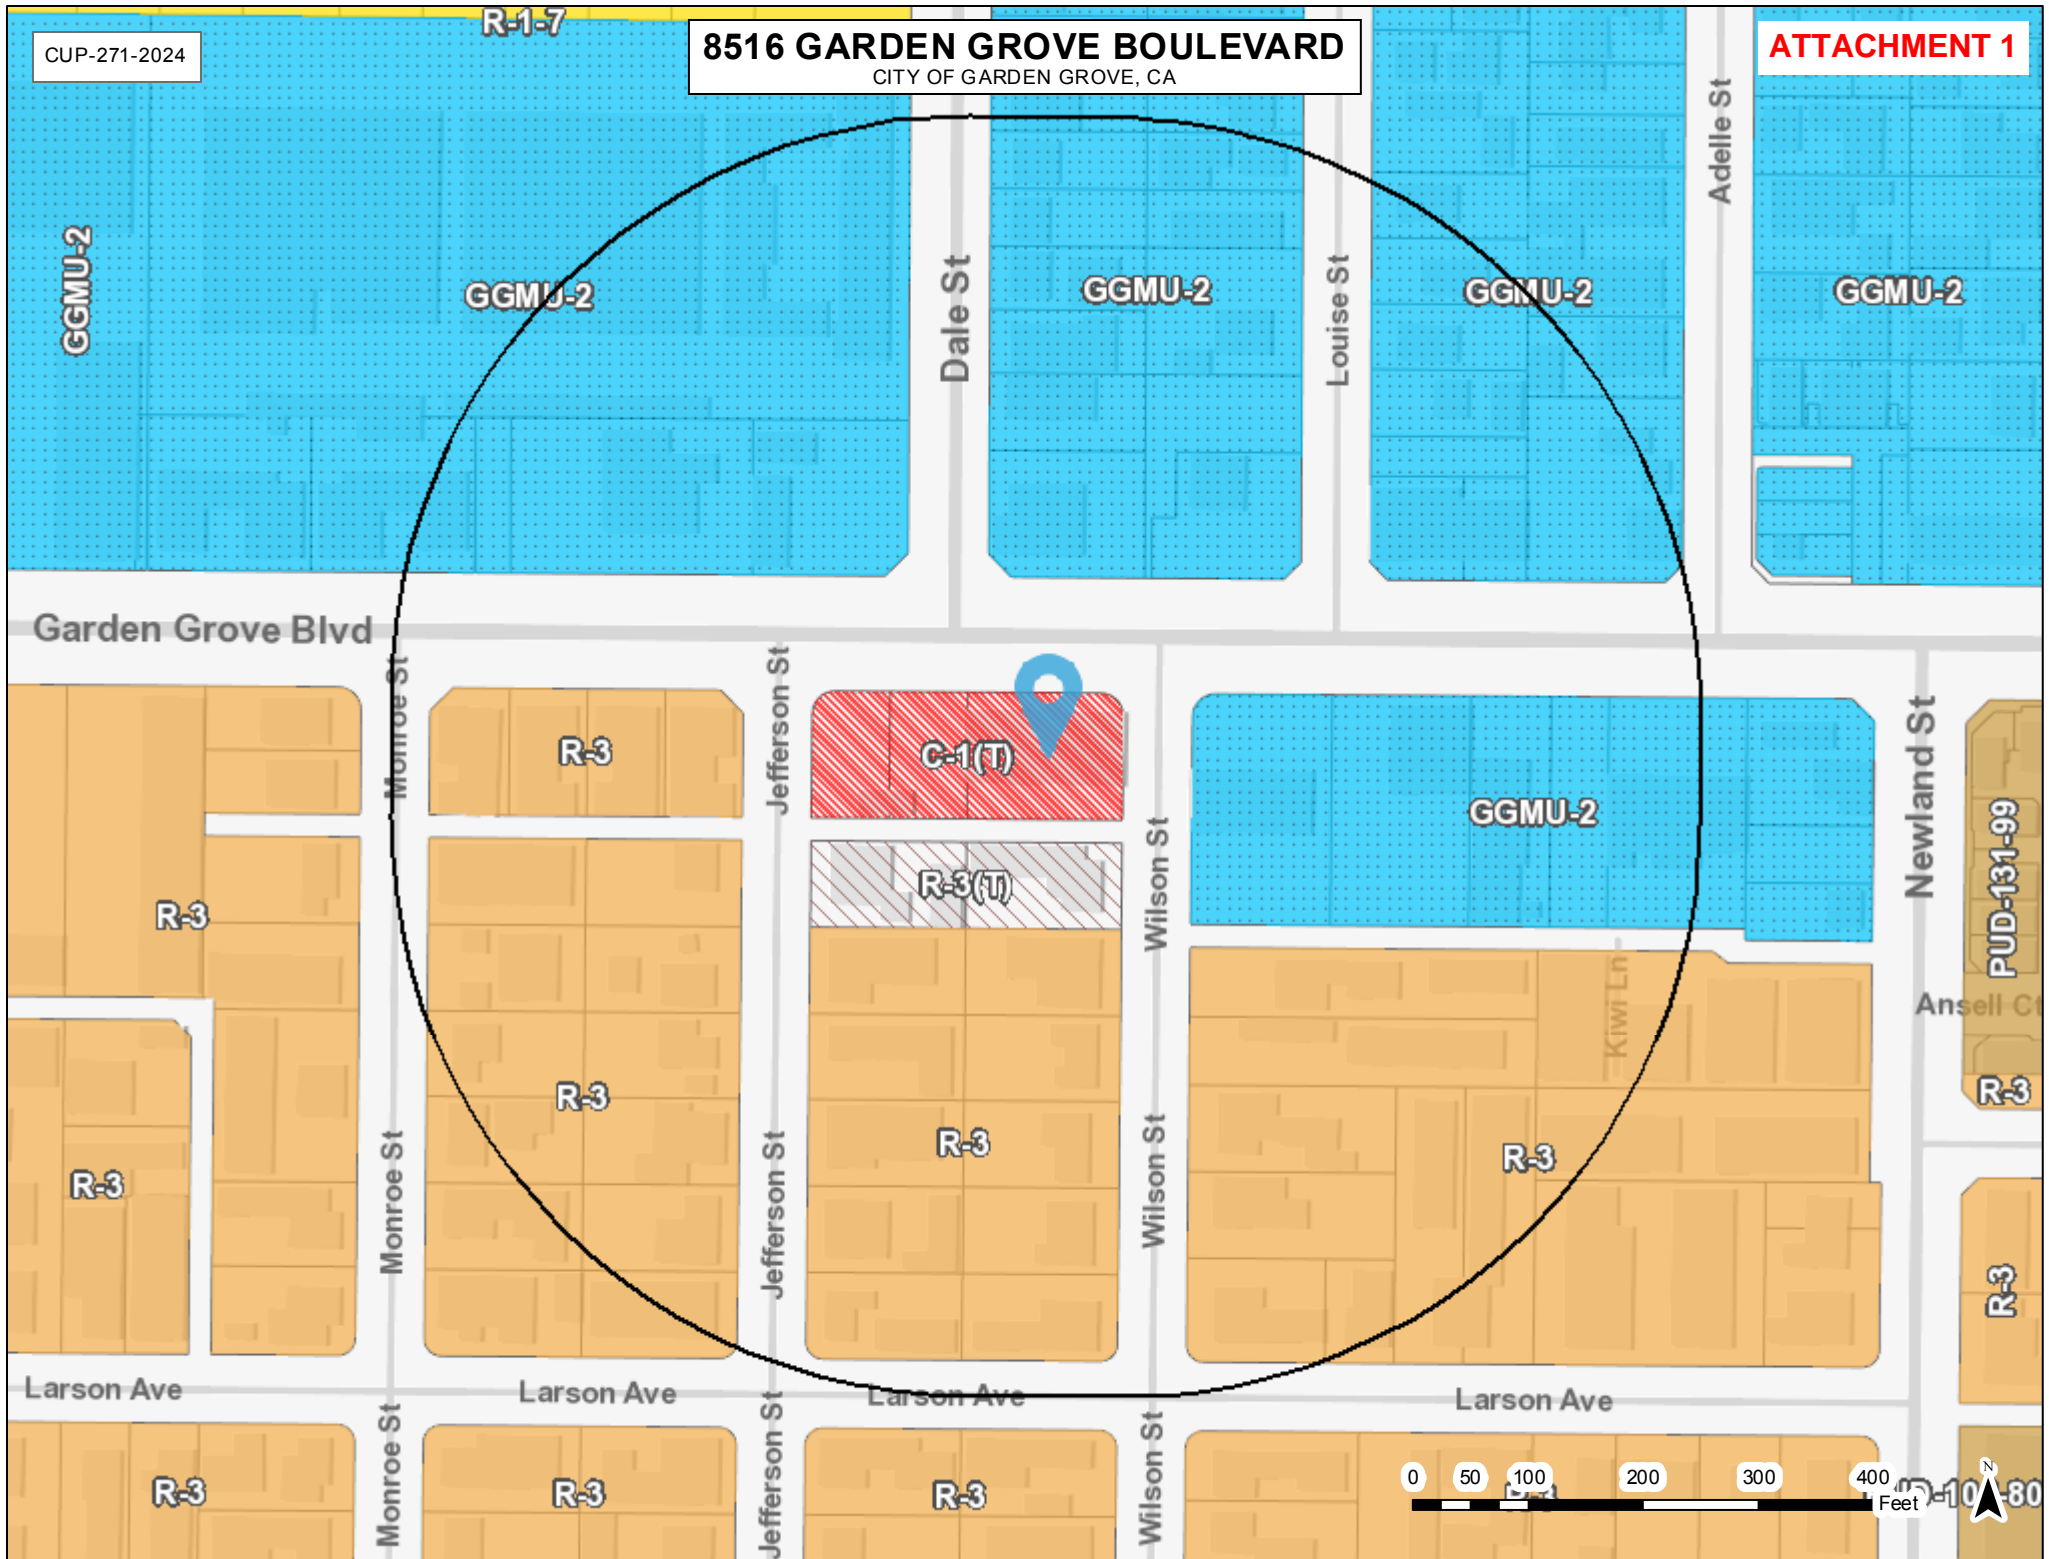 R-1-7
CUP-271-2024
8516 GARDEN GROVE BOULEVARD
CITY OF GARDEN GROVE, CA
ATTACHMENT 1
Adelle St
GGMU-2
GGMU-2
Dale St
GGMU-2
Louise St
GGMU-2
GGMU-2
Garden Grove Blvd
Monroe St
R-3
Jefferson St
C-1(T)
GGMU-2
Newland St
R-3
R-3(T)
Wilson St
PUD-131-99
Kiwi Ln
Ansell Ct
R-3
R-3
R-3
R-3
R-3
R-3
Monroe St
Jefferson St
Wilson St
R-3
Larson Ave
Larson Ave
Larson Ave
Larson Ave
Monroe St
Jefferson St
Wilson St
R-3
R-3
R-3
0 50 100 200 300 400
Feet
N